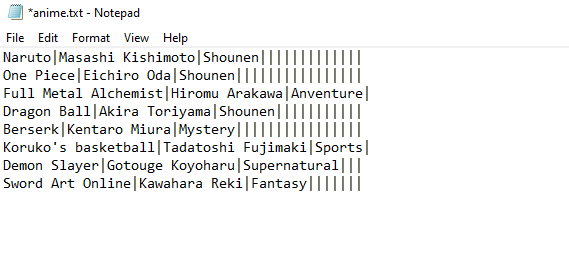 *anime.txt - Notepad
File Edit Format View Help
Naruto|Masashi Kishimoto|Shounen|||||||||||||
One Piece|Eichiro Oda|Shounen|||||||||||||||
Full Metal Alchemist|Hiromu Arakawa|Anventure|
Dragon Ball|Akira Toriyama|Shounen|||||||||||
Berserk|Kentaro Miura|Mystery||||||||||||||||
Koruko's basketball|Tadatoshi Fujimaki|Sports|
Demon Slayer|Gotouge Koyoharu|Supernatural|||
Sword Art Online|Kawahara Reki|Fantasy|||||||